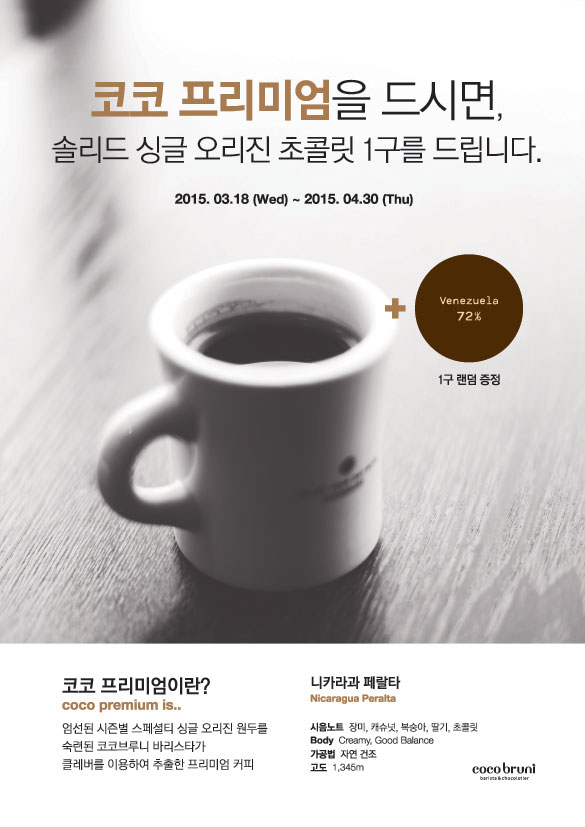 코코 프리미엄을 드시면,
솔리드 싱글 오리진 초콜릿 1구를 드립니다.
2015. 03.18 (Wed) ~ 2015. 04.30 (Thu)
+
Venezuela
72%
1구 랜덤 증정
코코 프리미엄이란?
coco premium is..
엄선된 시즌별 스페셜티 싱글 오리진 원두를
숙련된 코코브루니 바리스타가
클레버를 이용하여 추출한 프리미엄 커피
니카라과 페랄타
Nicaragua Peralta
시음노트 장미, 캐슈넛, 복숭아, 딸기, 초콜릿
Body Creamy, Good Balance
가공법 자연 건조
고도 1,345m
coco bruni
barista & chocolatier